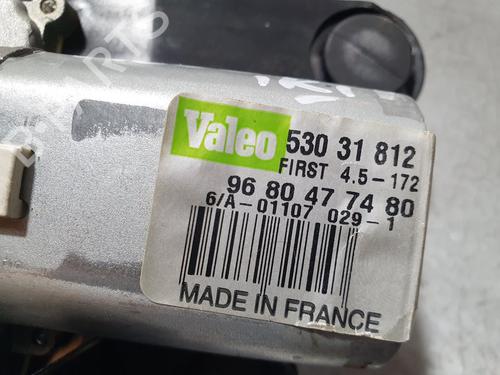 Valeo 530 31 812
FIRST 4.5-172
96 80 47 74 80
6/A-01107 029-1
MADE IN FRANCE